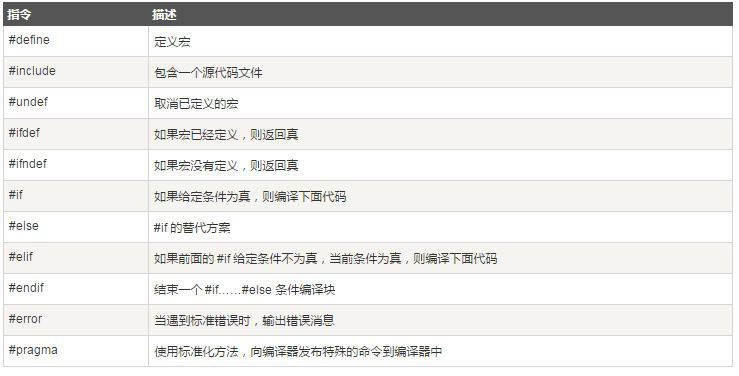 指令 描述
#define 定义宏
#include 包含一个源代码文件
#undef 取消已定义的宏
#ifdef 如果宏已经定义，则返回真
#ifndef 如果宏没有定义，则返回真
#if 如果给定条件为真，则编译下面代码
#else #if 的替代方案
#elif 如果前面的 #if 给定条件不为真，当前条件为真，则编译下面代码
#endif 结束一个 #if……#else 条件编译块
#error 当遇到标准错误时，输出错误消息
#pragma 使用标准化方法，向编译器发布特殊的命令到编译器中